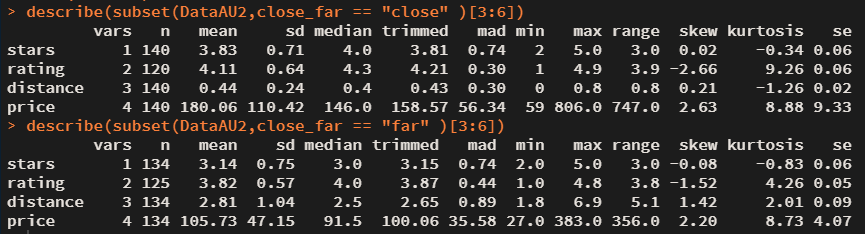 > describe(subset(DataAU2,close_far == "close" )[3:6])
vars n mean sd median trimmed mad min max range skew kurtosis se
stars 1 140 3.83 0.71 4.0 3.81 0.74 2 5.0 3.0 0.02 -0.34 0.06
rating 2 120 4.11 0.64 4.3 4.21 0.30 1 4.9 3.9 -2.66 9.26 0.06
distance 3 140 0.44 0.24 0.4 0.43 0.30 0 0.8 0.8 0.21 -1.26 0.02
price 4 140 180.06 110.42 146.0 158.57 56.34 59 806.0 747.0 2.63 8.88 9.33
> describe(subset(DataAU2,close_far == "far" )[3:6])
vars n mean sd median trimmed mad min max range skew kurtosis se
stars 1 134 3.14 0.75 3.0 3.15 0.74 2.0 5.0 3.0 -0.08 -0.83 0.06
rating 2 125 3.82 0.57 4.0 3.87 0.44 1.0 4.8 3.8 -1.52 4.26 0.05
distance 3 134 2.81 1.04 2.5 2.65 0.89 1.8 6.9 5.1 1.42 2.01 0.09
price 4 134 105.73 47.15 91.5 100.06 35.58 27.0 383.0 356.0 2.20 8.73 4.07